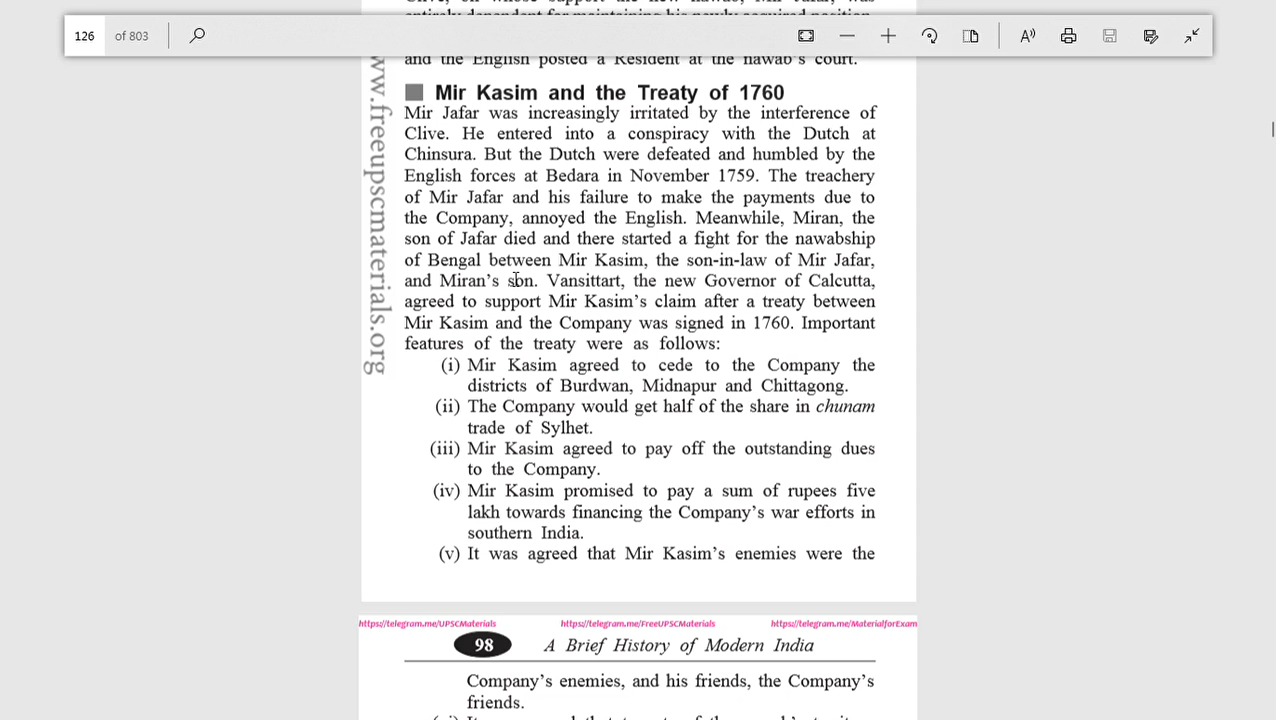 126 of 803
and the English posted a Resident at the nawab's court.
www.freeupscmaterials.org
Mir Kasim and the Treaty of 1760
Mir Jafar was increasingly irritated by the interference of
Clive. He entered into a conspiracy with the Dutch at
Chinsura. But the Dutch were defeated and humbled by the
English forces at Bedara in November 1759. The treachery
of Mir Jafar and his failure to make the payments due to
the Company, annoyed the English. Meanwhile, Miran, the
son of Jafar died and there started a fight for the nawabship
of Bengal between Mir Kasim, the son-in-law of Mir Jafar,
and Miran's son. Vansittart, the new Governor of Calcutta,
agreed to support Mir Kasim's claim after a treaty between
Mir Kasim and the Company was signed in 1760. Important
features of the treaty were as follows:
(i) Mir Kasim agreed to cede to the Company the
districts of Burdwan, Midnapur and Chittagong.
(ii) The Company would get half of the share in chunam
trade of Sylhet.
(iii) Mir Kasim agreed to pay off the outstanding dues
to the Company.
(iv) Mir Kasim promised to pay a sum of rupees five
lakh towards financing the Company's war efforts in
southern India.
(v) It was agreed that Mir Kasim's enemies were the
https://telegram.me/UPSCMaterials https://telegram.me/FreeUPSCMaterials https://telegram.me/MaterialforExam
98 A Brief History of Modern India
Company's enemies, and his friends, the Company's
friends.